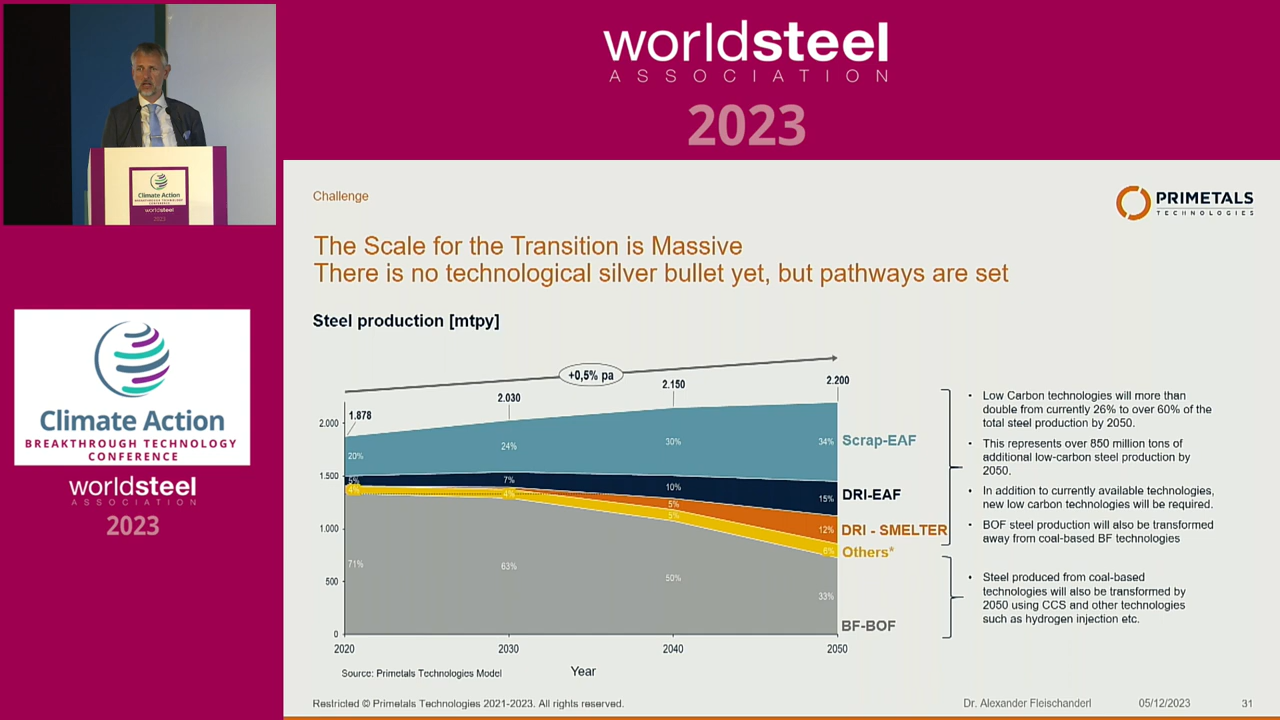 worldsteel
ASSOCIATION
2023
Climate Action
BREAKTHROUGH TECHNOLOGY
CONFERENCE
worldsteel
2023
Climate Action
BREAKTHROUGH TECHNOLOGY
CONFERENCE
worldsteel
ASSOCIATION
2023
Challenge
PRIMETALS
TECHNOLOGIES
The Scale for the Transition is Massive
There is no technological silver bullet yet, but pathways are set
Steel production [mtpy]
+0,5% pa
1.878
2.030
2.150
2.200
2.000
1.500
1.000
500
0
20%
24%
30%
34%
Scrap-EAF
5%
7%
10%
15%
DRI-EAF
5%
12%
DRI - SMELTER
4%
4%
5%
6%
Others*
71%
63%
50%
33%
BF-BOF
2020
2030
2040
2050
Year
Source: Primetals Technologies Model
• Low Carbon technologies will more than
double from currently 26% to over 60% of the
total steel production by 2050.
• This represents over 850 million tons of
additional low-carbon steel production by
2050.
• In addition to currently available technologies,
new low carbon technologies will be required.
• BOF steel production will also be transformed
away from coal-based BF technologies
• Steel produced from coal-based
technologies will also be transformed by
2050 using CCS and other technologies
such as hydrogen injection etc.
Restricted © Primetals Technologies 2021-2023. All rights reserved.
Dr. Alexander Fleischanderl
05/12/2023
31